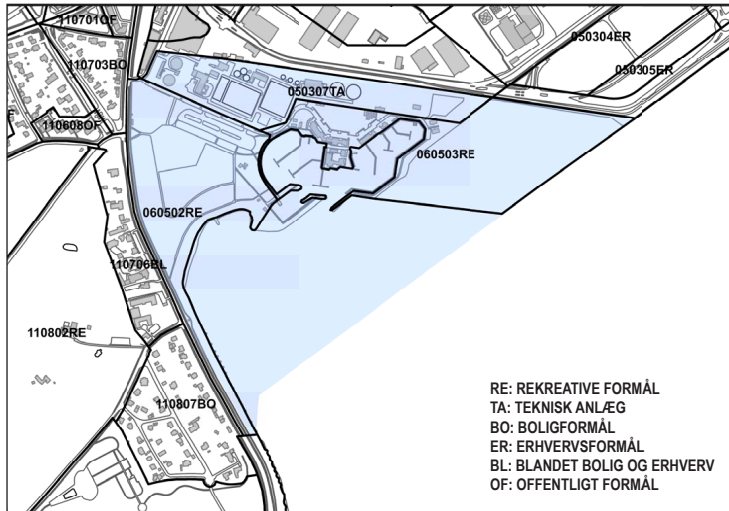 110701OF
050304ER
110703BO
050305ER
050307TA
110608OF
060503RE
060502RE
110706BL
110802RE
110807BO
RE: REKREATIVE FORMÅL
TA: TEKNISK ANLÆG
BO: BOLIGFORMÅL
ER: ERHVERVSFORMÅL
BL: BLANDET BOLIG OG ERHVERV
OF: OFFENTLIGT FORMÅL